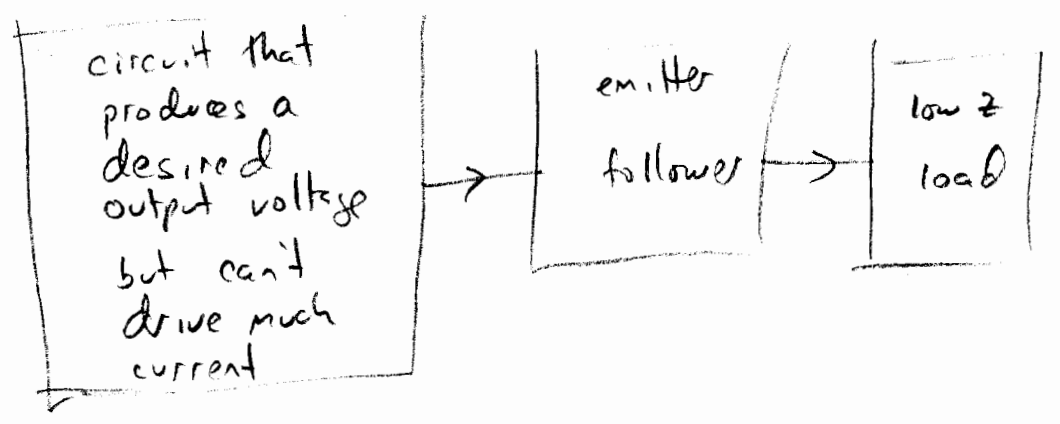 circuit that
produces a
desired
output voltage
but can't
drive much
current
emitter
follower
low z
load